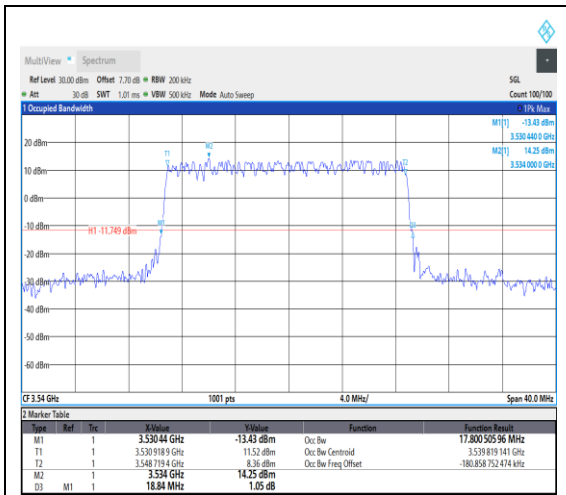 MultiView Spectrum
Ref Level 30.00 dBm Offset 7.70 dB RBW 200 kHz SGL
Att 30 dB SWT 1.01 ms VBW 500 kHz Mode Auto Sweep Count 100/100
1 Occupied Bandwidth 1Pk Max
M1[1] -13.43 dBm
3.530 440 0 GHz
M2[1] 14.25 dBm
3.534 000 0 GHz
20 dBm
M2
T1
T2
10 dBm
0 dBm
-10 dBm
M1
H1 -11.749 dBm
-20 dBm
-30 dBm
-40 dBm
-50 dBm
-60 dBm
CF 3.54 GHz 1001 pts 4.0 MHz/ Span 40.0 MHz
2 Marker Table
Type Ref Trc X-Value Y-Value Function Function Result
M1 1 3.53044 GHz -13.43 dBm Occ Bw 17.800 505 96 MHz
T1 1 3.530 918 9 GHz 11.52 dBm Occ Bw Centroid 3.539 819 141 GHz
T2 1 3.548 719 4 GHz 8.36 dBm Occ Bw Freq Offset -180.858 752 474 kHz
M2 1 3.534 GHz 14.25 dBm
D3 M1 1 18.84 MHz 1.05 dB